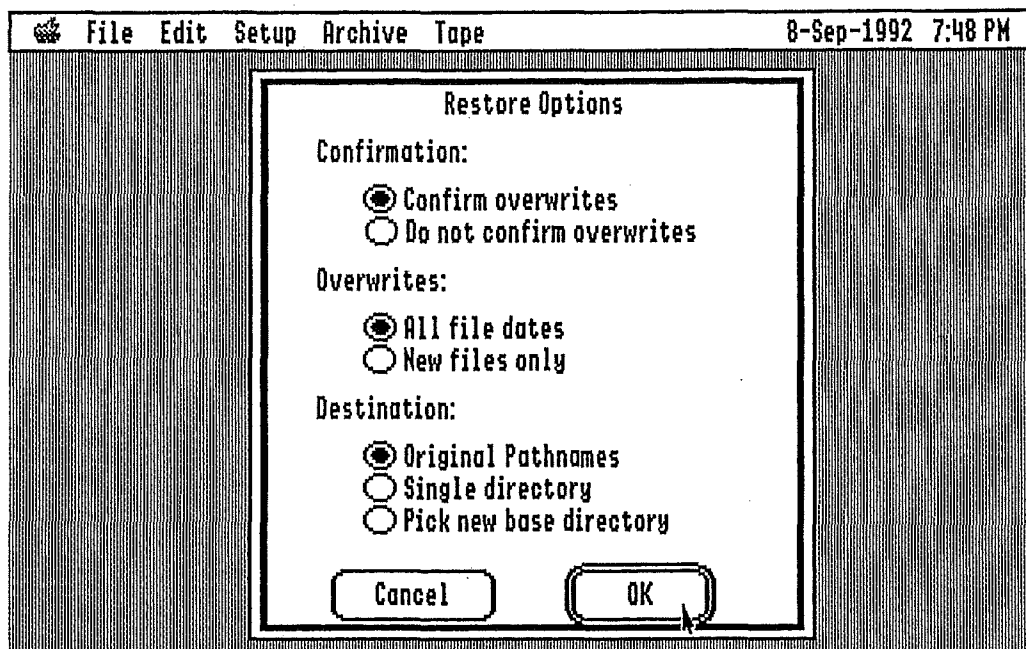 File Edit Setup Archive Tape 8-Sep-1992 7:48 PM
Restore Options
Confirmation:
Confirm overwrites
Do not confirm overwrites
Overwrites:
All file dates
New files only
Destination:
Original Pathnames
Single directory
Pick new base directory
Cancel OK